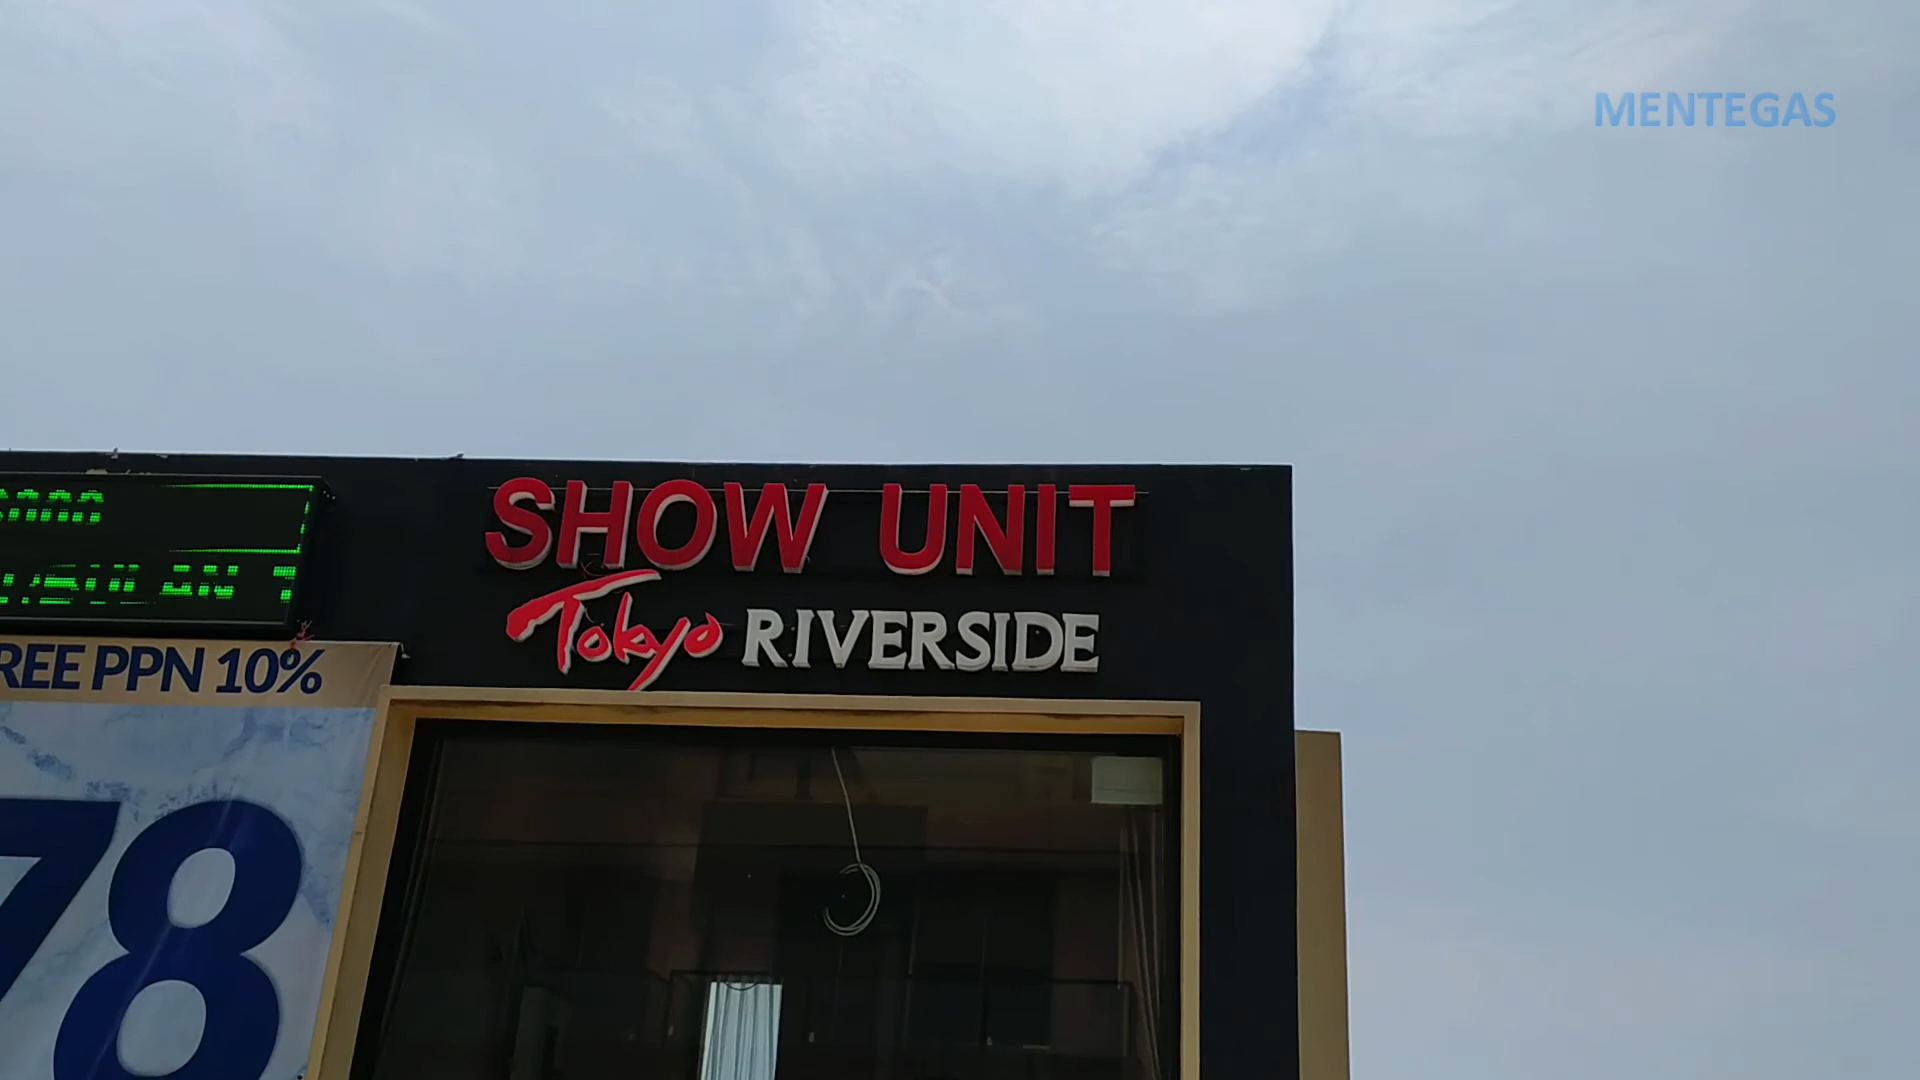 MENTEGAS
SHOW UNIT
Tokyo RIVERSIDE
REE PPN 10%
78